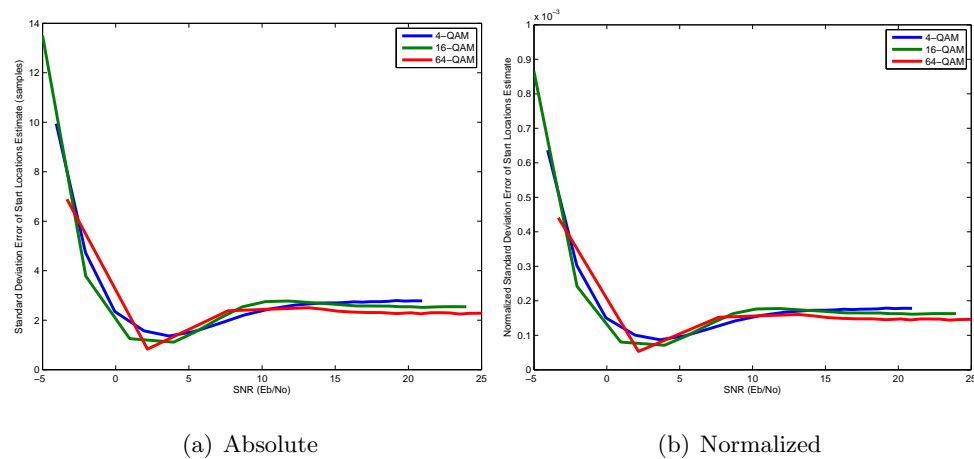 14
12
10
8
6
4
2
0
Standard Deviation Error of Start Locations Estimate (samples)
4−QAM
16−QAM
64−QAM
−5 0 5 10 15 20 25
SNR (Eb/No)
(a) Absolute
1 x 10⁻³
0.9
0.8
0.7
0.6
0.5
0.4
0.3
0.2
0.1
0
Normalized Standard Deviation Error of Start Locations Estimate
4−QAM
16−QAM
64−QAM
−5 0 5 10 15 20 25
SNR (Eb/No)
(b) Normalized